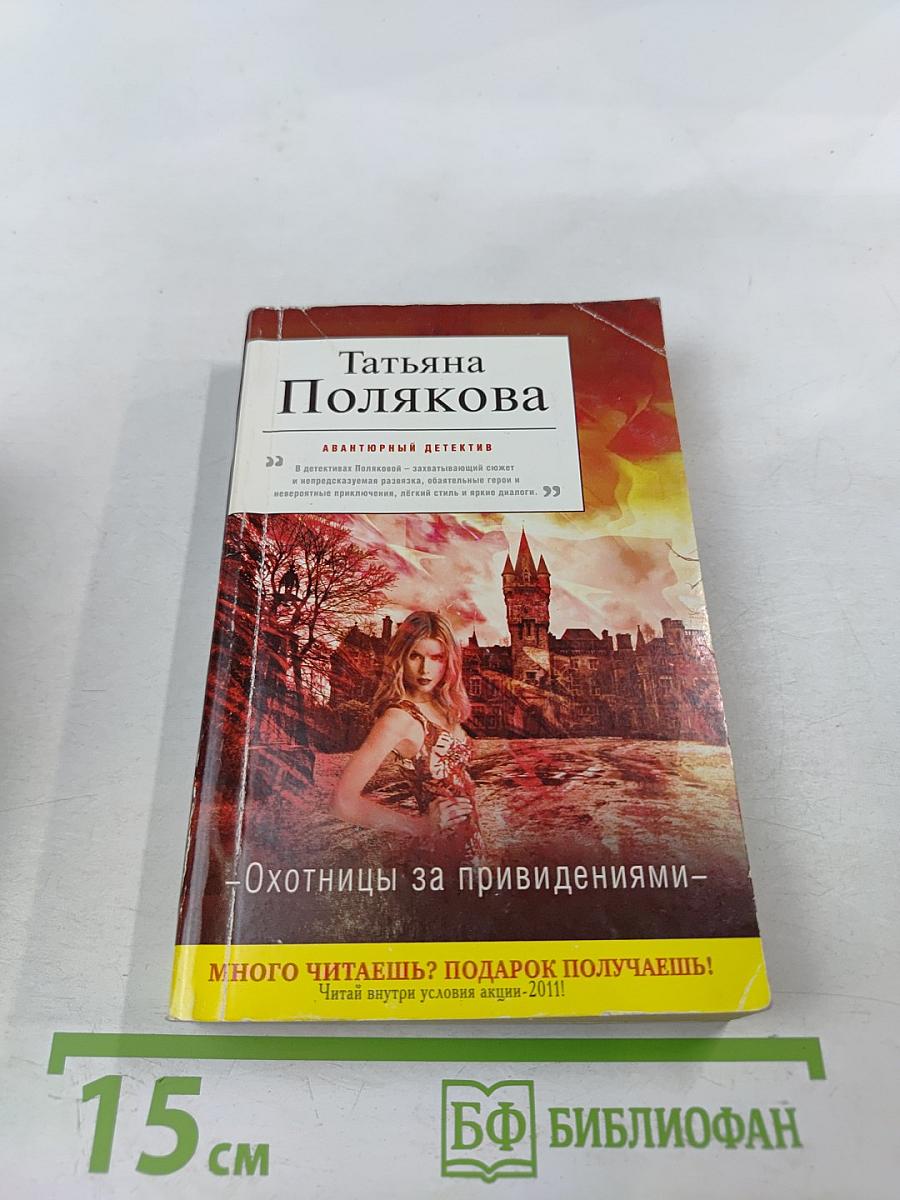 Татьяна
Полякова
АВАНТЮРНЫЙ ДЕТЕКТИВ
„ В детективах Поляковой – захватывающий сюжет
и непредсказуемая развязка, обаятельные герои и
невероятные приключения, лёгкий стиль и яркие диалоги. ”
–Охотницы за привидениями–
МНОГО ЧИТАЕШЬ? ПОДАРОК ПОЛУЧАЕШЬ!
Читай внутри условия акции-2011!
15 см
БФ БИБЛИОФАН